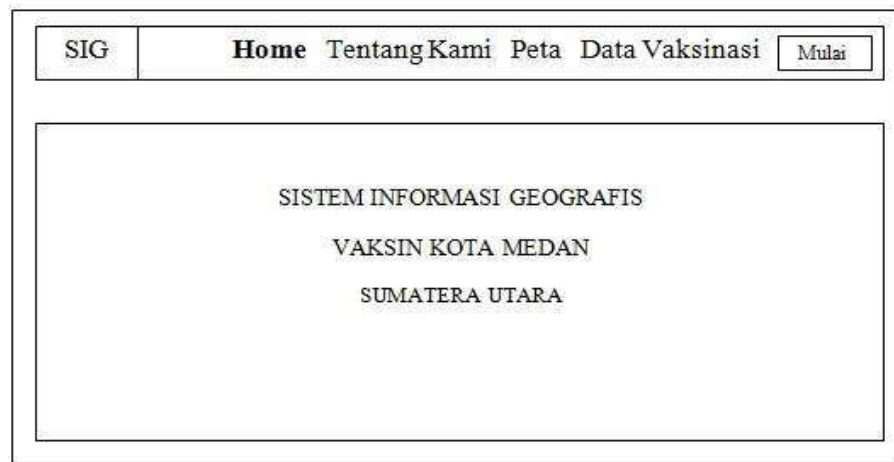 SIG Home Tentang Kami Peta Data Vaksinasi Mulai
SISTEM INFORMASI GEOGRAFIS
VAKSIN KOTA MEDAN
SUMATERA UTARA